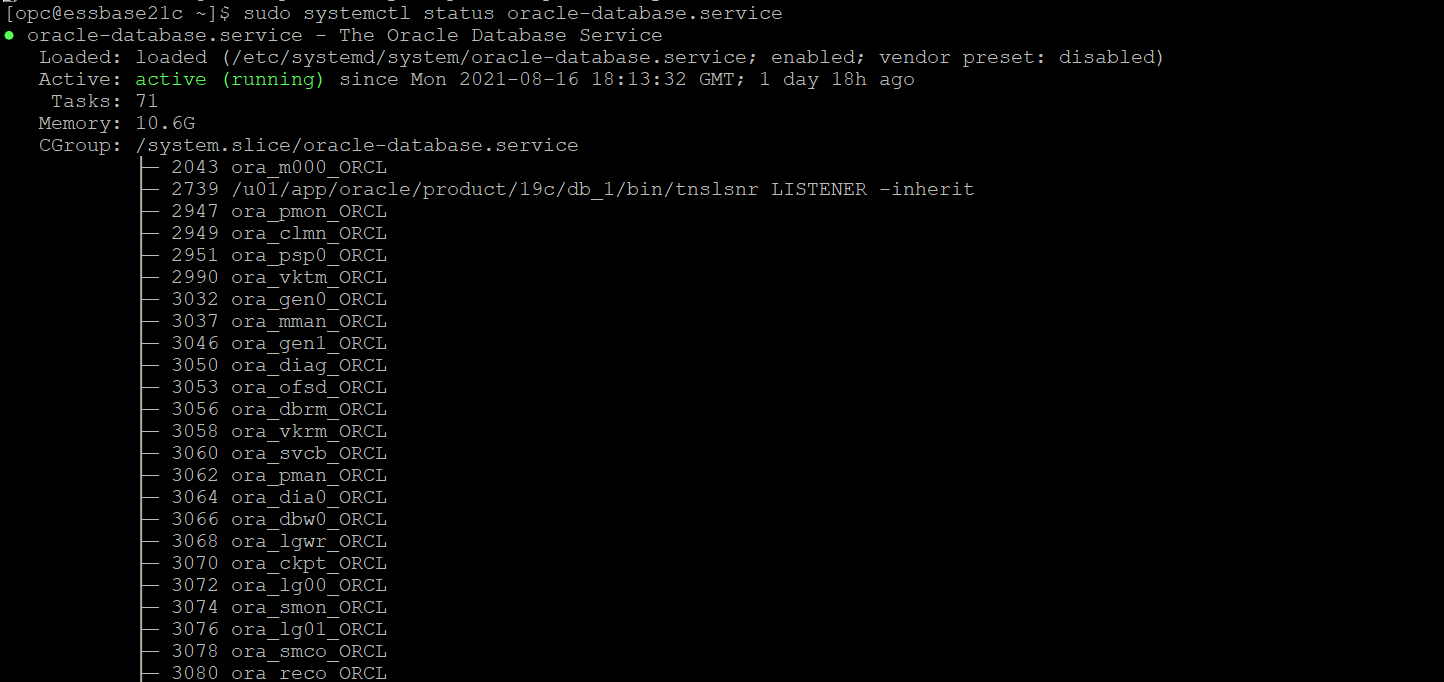 [opc@essbase21c ~]$ sudo systemctl status oracle-database.service
● oracle-database.service - The Oracle Database Service
   Loaded: loaded (/etc/systemd/system/oracle-database.service; enabled; vendor preset: disabled)
   Active: active (running) since Mon 2021-08-16 18:13:32 GMT; 1 day 18h ago
    Tasks: 71
   Memory: 10.6G
   CGroup: /system.slice/oracle-database.service
           ├─ 2043 ora_m000_ORCL
           ├─ 2739 /u01/app/oracle/product/19c/db_1/bin/tnslsnr LISTENER -inherit
           ├─ 2947 ora_pmon_ORCL
           ├─ 2949 ora_clmn_ORCL
           ├─ 2951 ora_psp0_ORCL
           ├─ 2990 ora_vktm_ORCL
           ├─ 3032 ora_gen0_ORCL
           ├─ 3037 ora_mman_ORCL
           ├─ 3046 ora_gen1_ORCL
           ├─ 3050 ora_diag_ORCL
           ├─ 3053 ora_ofsd_ORCL
           ├─ 3056 ora_dbrm_ORCL
           ├─ 3058 ora_vkrm_ORCL
           ├─ 3060 ora_svcb_ORCL
           ├─ 3062 ora_pman_ORCL
           ├─ 3064 ora_dia0_ORCL
           ├─ 3066 ora_dbw0_ORCL
           ├─ 3068 ora_lgwr_ORCL
           ├─ 3070 ora_ckpt_ORCL
           ├─ 3072 ora_lg00_ORCL
           ├─ 3074 ora_smon_ORCL
           ├─ 3076 ora_lg01_ORCL
           ├─ 3078 ora_smco_ORCL
           ├─ 3080 ora_reco_ORCL